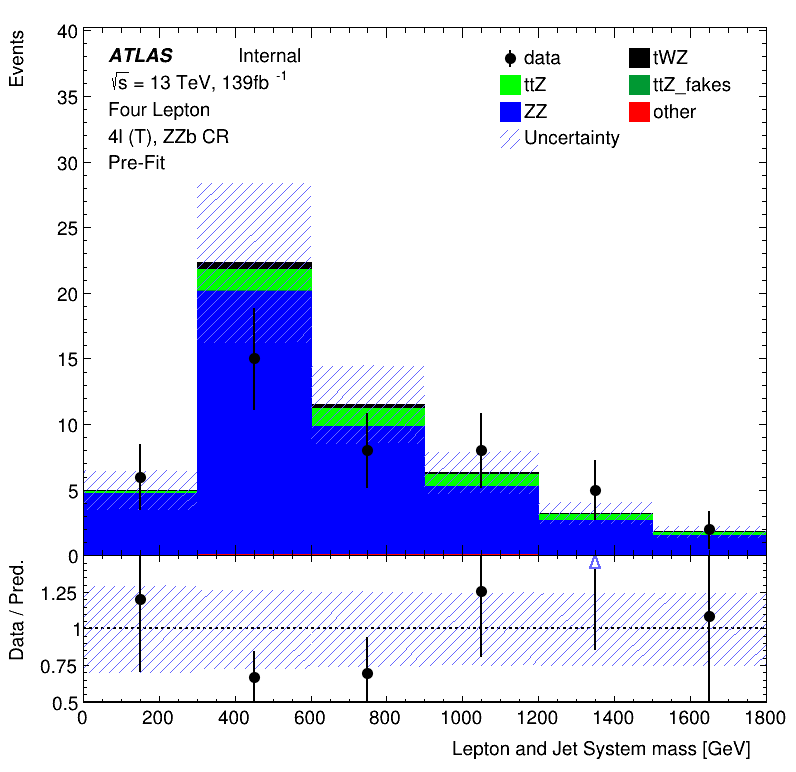 Events
40
35
30
25
20
15
10
5
0
ATLAS Internal
√s = 13 TeV, 139fb -1
Four Lepton
4l (T), ZZb CR
Pre-Fit
data tWZ
ttZ ttZ_fakes
ZZ other
Uncertainty
Data / Pred.
1.25
1
0.75
0.5
0 200 400 600 800 1000 1200 1400 1600 1800
Lepton and Jet System mass [GeV]